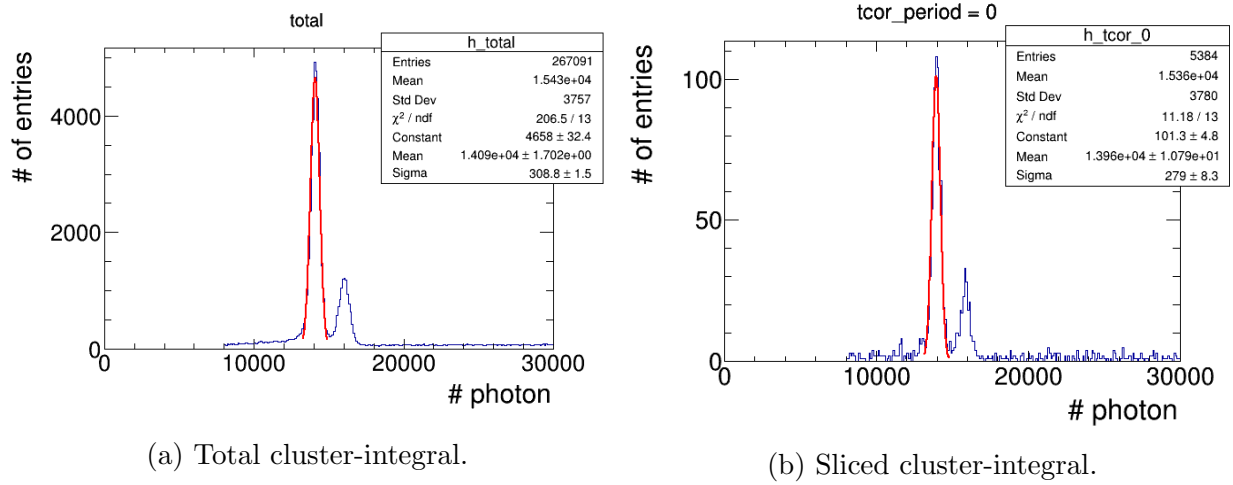 total
h_total
Entries 267091
Mean 1.543e+04
Std Dev 3757
χ² / ndf 206.5 / 13
Constant 4658 ± 32.4
Mean 1.409e+04 ± 1.702e+00
Sigma 308.8 ± 1.5
# of entries
4000
2000
0
0 10000 20000 30000
# photon
(a) Total cluster-integral.
tcor_period = 0
h_tcor_0
Entries 5384
Mean 1.536e+04
Std Dev 3780
χ² / ndf 11.18 / 13
Constant 101.3 ± 4.8
Mean 1.396e+04 ± 1.079e+01
Sigma 279 ± 8.3
# of entries
100
50
0
0 10000 20000 30000
# photon
(b) Sliced cluster-integral.